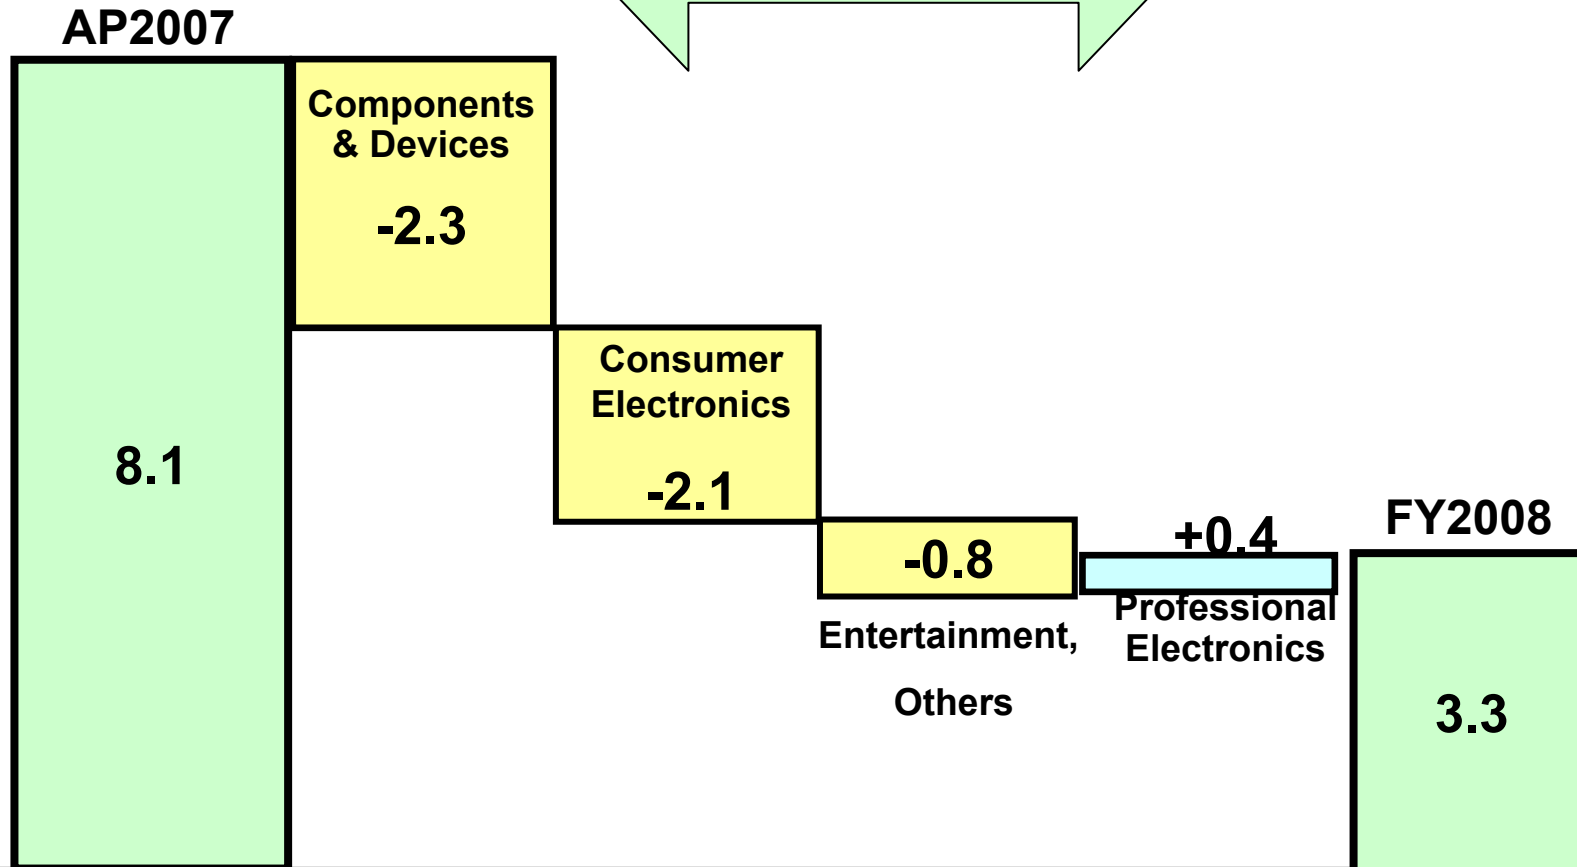 AP2007
8.1
Components
& Devices
-2.3
Consumer
Electronics
-2.1
-0.8
Entertainment,
Others
+0.4
Professional
Electronics
FY2008
3.3